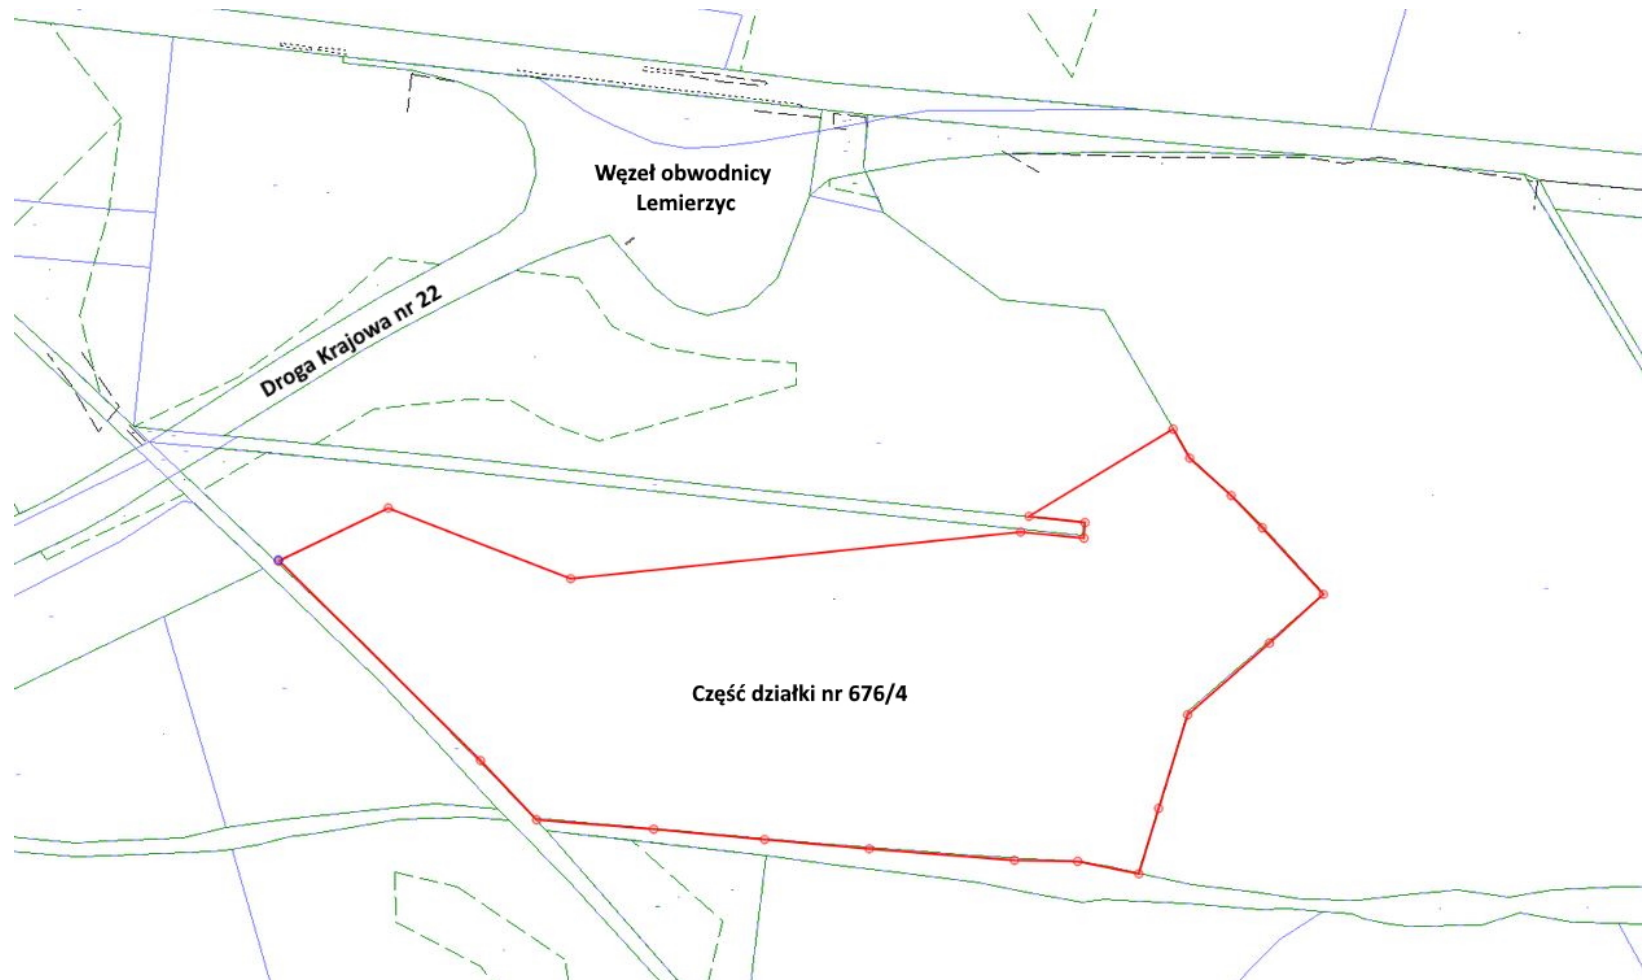 Węzeł obwodnicy
Lemierzyc
Droga Krajowa nr 22
Część działki nr 676/4